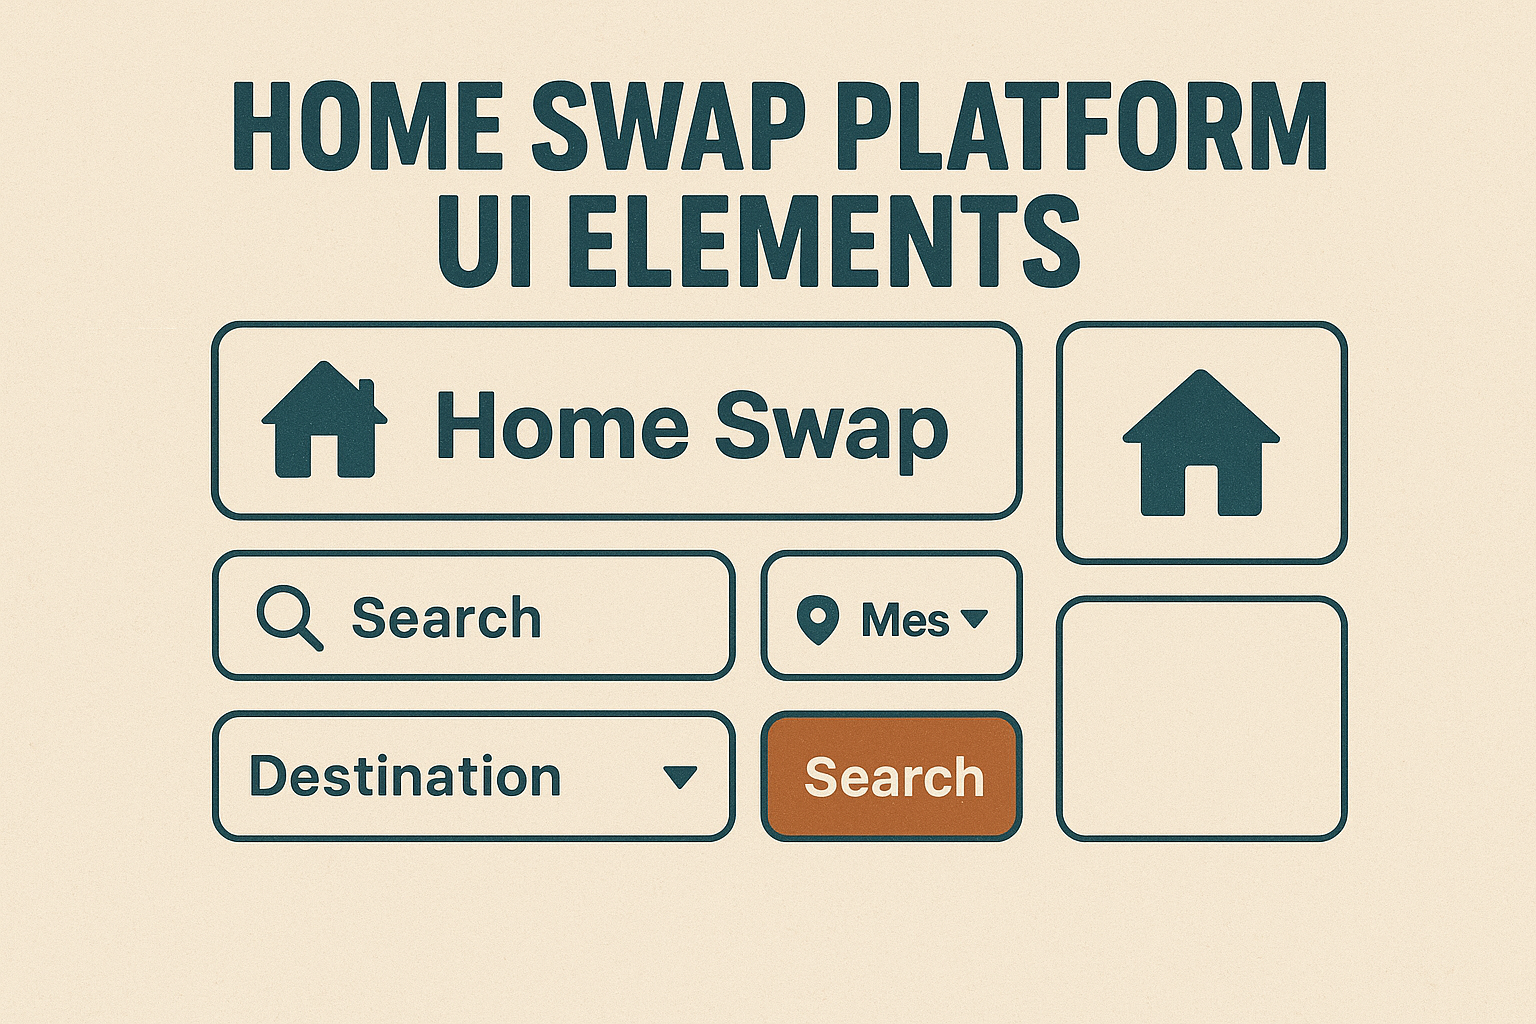 HOME SWAP PLATFORM
UI ELEMENTS
Home Swap
Search
Mes
Destination
Search